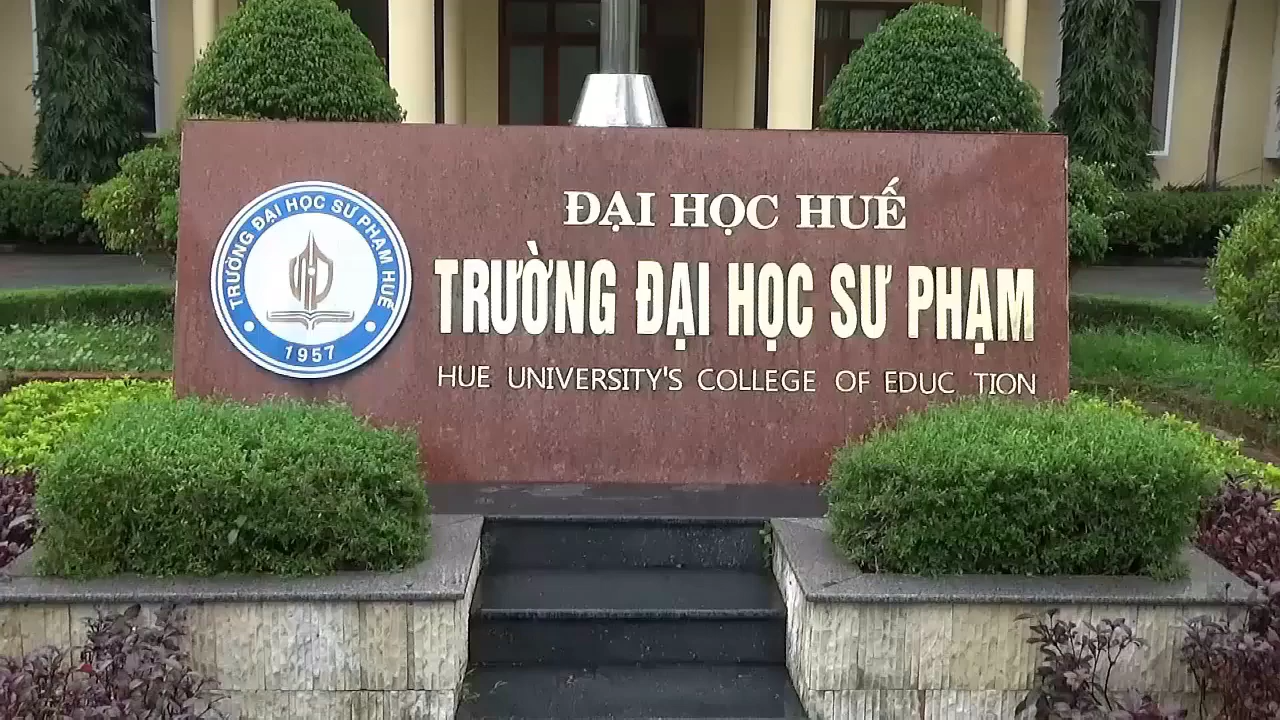 TRƯỜNG ĐẠI HỌC SƯ PHẠM HUẾ
1957
ĐẠI HỌC HUẾ
TRƯỜNG ĐẠI HỌC SƯ PHẠM
HUE UNIVERSITY'S COLLEGE OF EDUC TION